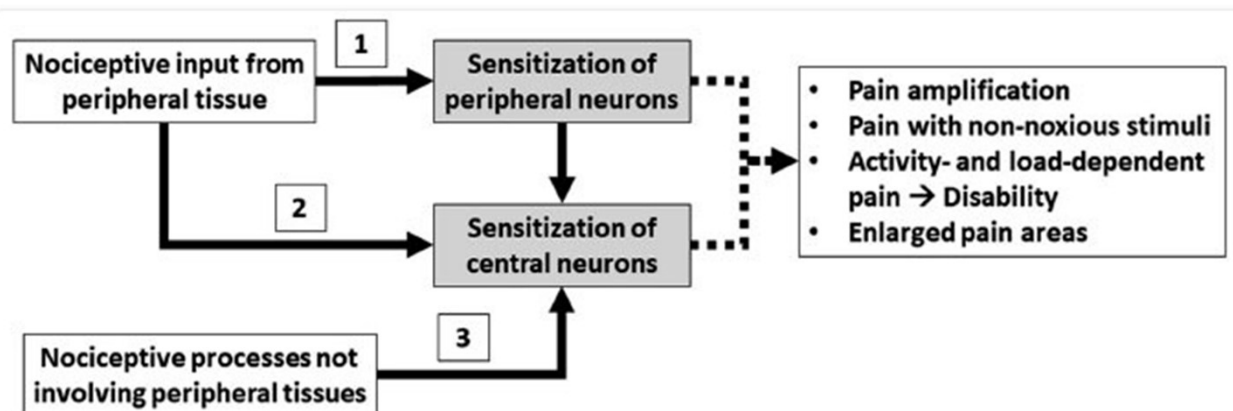 1
Nociceptive input from
peripheral tissue
Sensitization of
peripheral neurons
• Pain amplification
• Pain with non-noxious stimuli
• Activity- and load-dependent
pain → Disability
• Enlarged pain areas
2
Sensitization of
central neurons
3
Nociceptive processes not
involving peripheral tissues